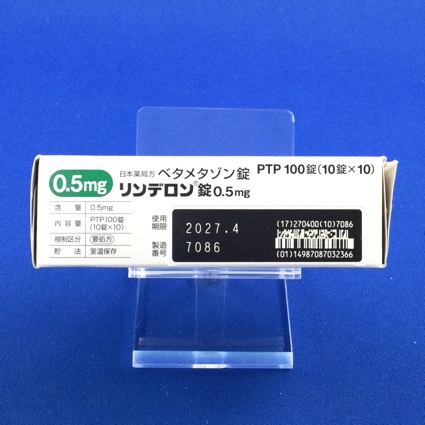 0.5mg
日本薬局方 ベタメタゾン錠 PTP 100錠(10錠×10)
リンデロン®錠0.5mg
含量 0.5mg
内容量 PTP100錠
(10錠×10)
規制区分 要処方
貯法 室温保存
使用
期限 2027.4
製造
番号 7086
(17)270400(10)7086
(01)14987087032366